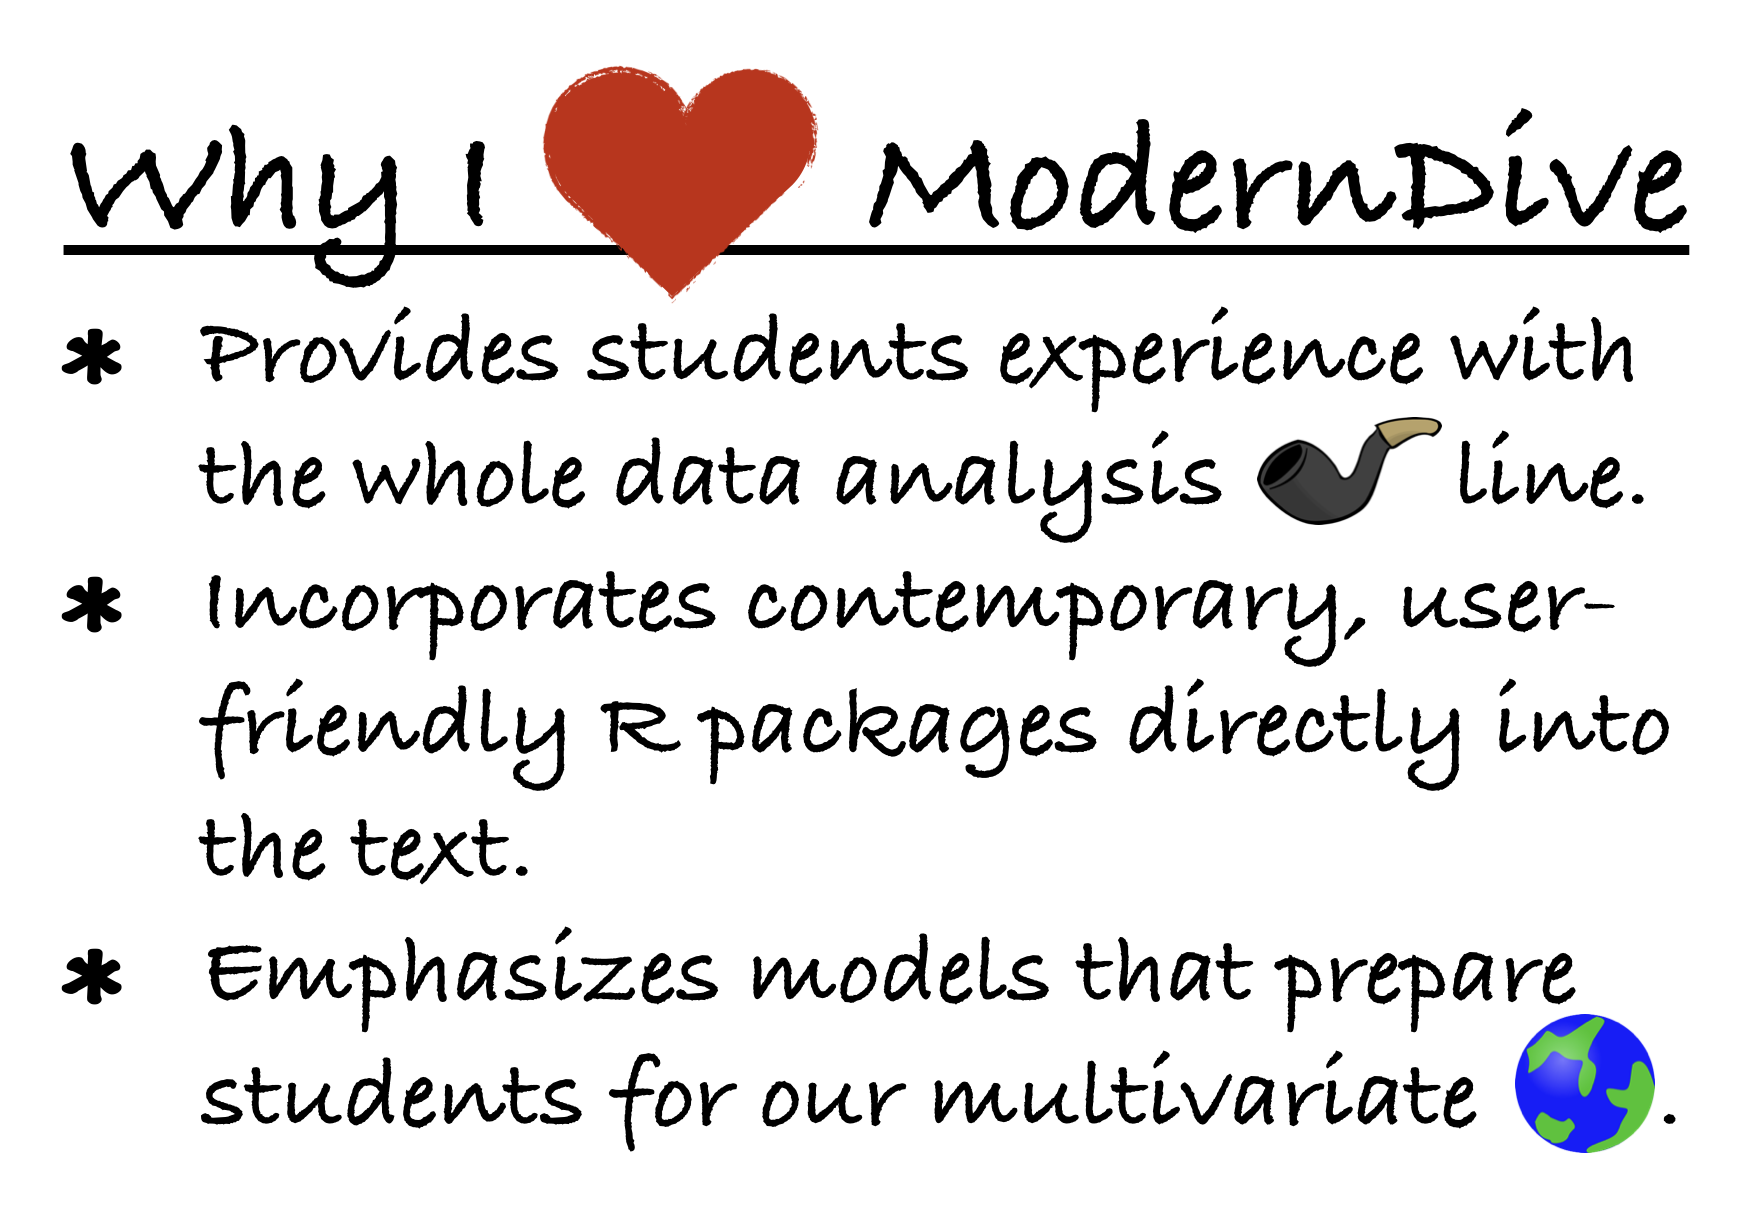 Why I ModernDive
* Provides students experience with
the whole data analysis line.
* Incorporates contemporary, user-
friendly R packages directly into
the text.
* Emphasizes models that prepare
students for our multivariate .